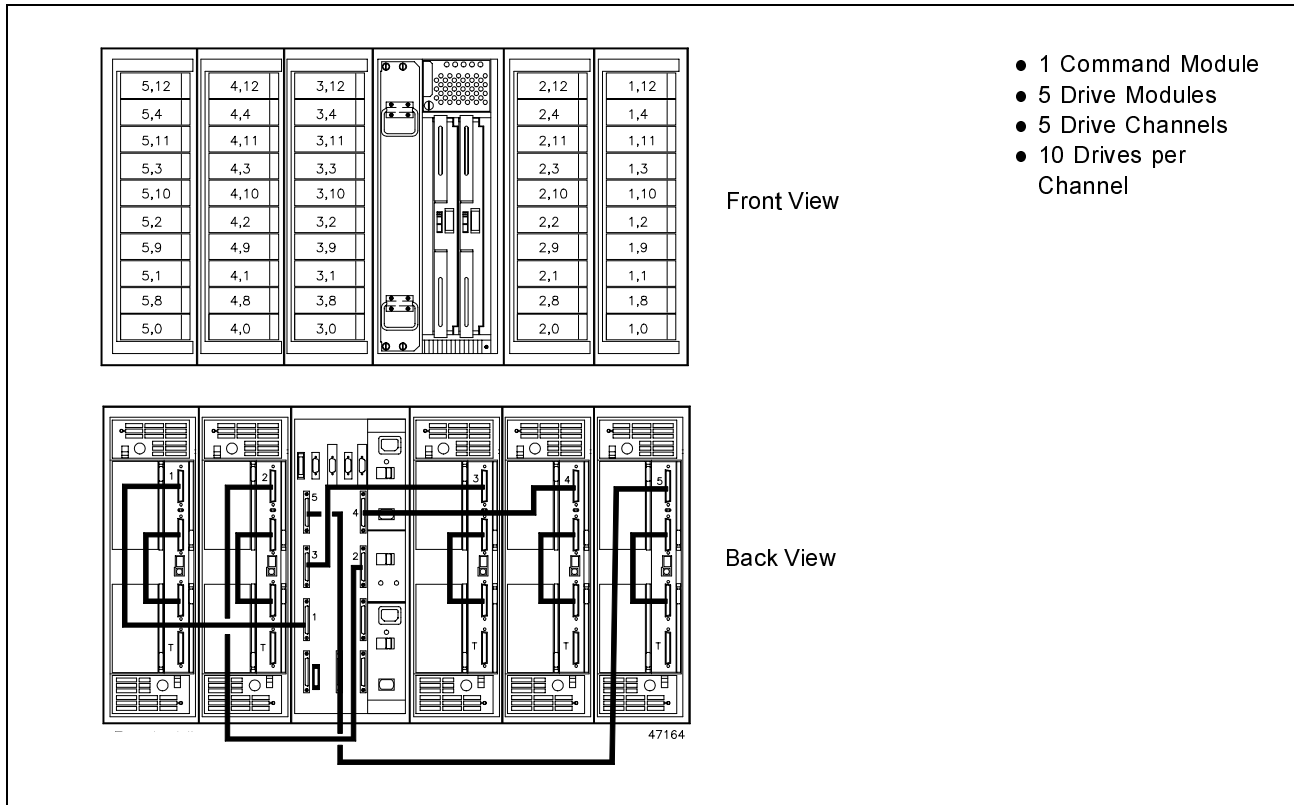 5,12 4,12 3,12 2,12 1,12
5,4 4,4 3,4 2,4 1,4
5,11 4,11 3,11 2,11 1,11
5,3 4,3 3,3 2,3 1,3
5,10 4,10 3,10 2,10 1,10
5,2 4,2 3,2 2,2 1,2
5,9 4,9 3,9 2,9 1,9
5,1 4,1 3,1 2,1 1,1
5,8 4,8 3,8 2,8 1,8
5,0 4,0 3,0 2,0 1,0
Front View
● 1 Command Module
● 5 Drive Modules
● 5 Drive Channels
● 10 Drives per
Channel
1 2 3 4 5
5 4
3 2
1
T T T T T
Back View
47164